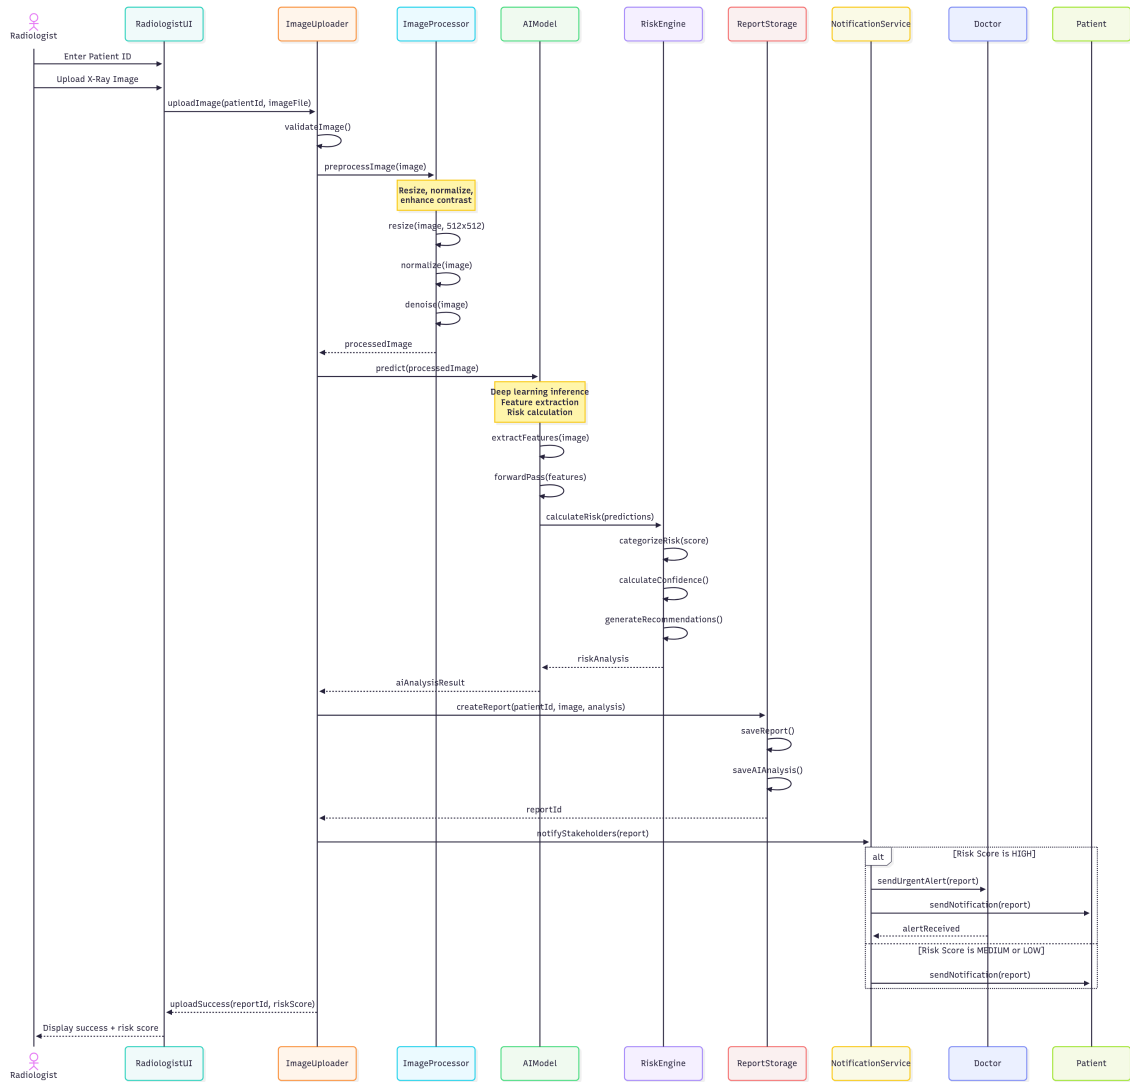 Radiologist
RadiologistUI
ImageUploader
ImageProcessor
AIModel
RiskEngine
ReportStorage
NotificationService
Doctor
Patient
Enter Patient ID
Upload X-Ray Image
uploadImage(patientId, imageFile)
validateImage()
preprocessImage(image)
Resize, normalize,
enhance contrast
resize(image, 512x512)
normalize(image)
denoise(image)
processedImage
predict(processedImage)
Deep learning inference
Feature extraction
Risk calculation
extractFeatures(image)
forwardPass(features)
calculateRisk(predictions)
categorizeRisk(score)
calculateConfidence()
generateRecommendations()
riskAnalysis
aiAnalysisResult
createReport(patientId, image, analysis)
saveReport()
saveAIAnalysis()
reportId
notifyStakeholders(report)
alt
[Risk Score is HIGH]
sendUrgentAlert(report)
sendNotification(report)
alertReceived
[Risk Score is MEDIUM or LOW]
sendNotification(report)
uploadSuccess(reportId, riskScore)
Display success + risk score
Radiologist
RadiologistUI
ImageUploader
ImageProcessor
AIModel
RiskEngine
ReportStorage
NotificationService
Doctor
Patient